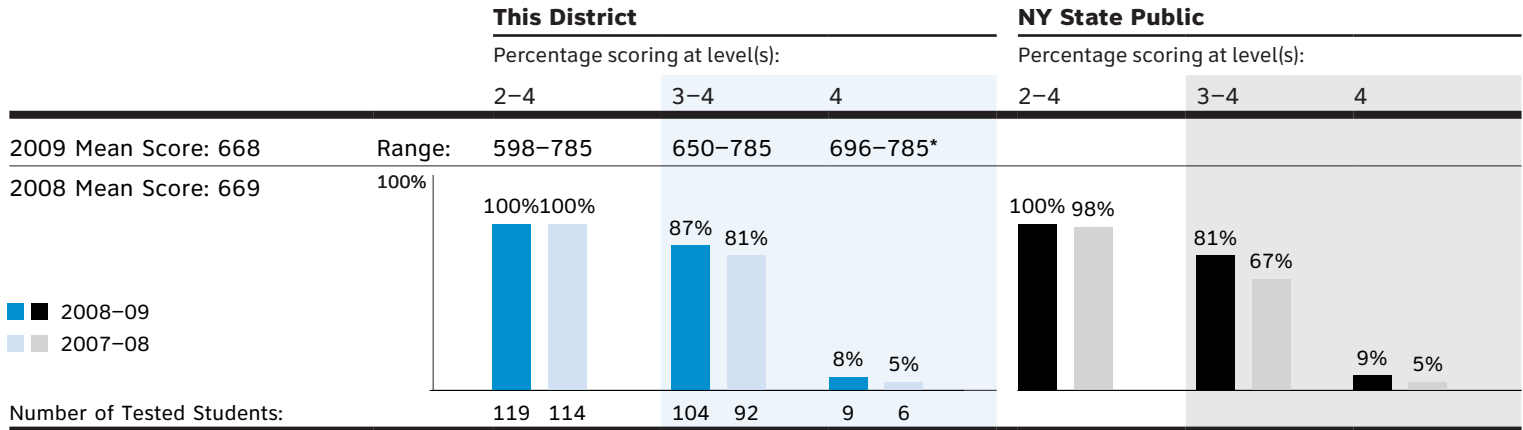 This District NY State Public
Percentage scoring at level(s): Percentage scoring at level(s):
2–4 3–4 4 2–4 3–4 4
2009 Mean Score: 668 Range: 598–785 650–785 696–785*
2008 Mean Score: 669 100%
100% 100% 87% 81% 8% 5% 100% 98% 81% 67% 9% 5%
2008–09
2007–08
Number of Tested Students: 119 114 104 92 9 6